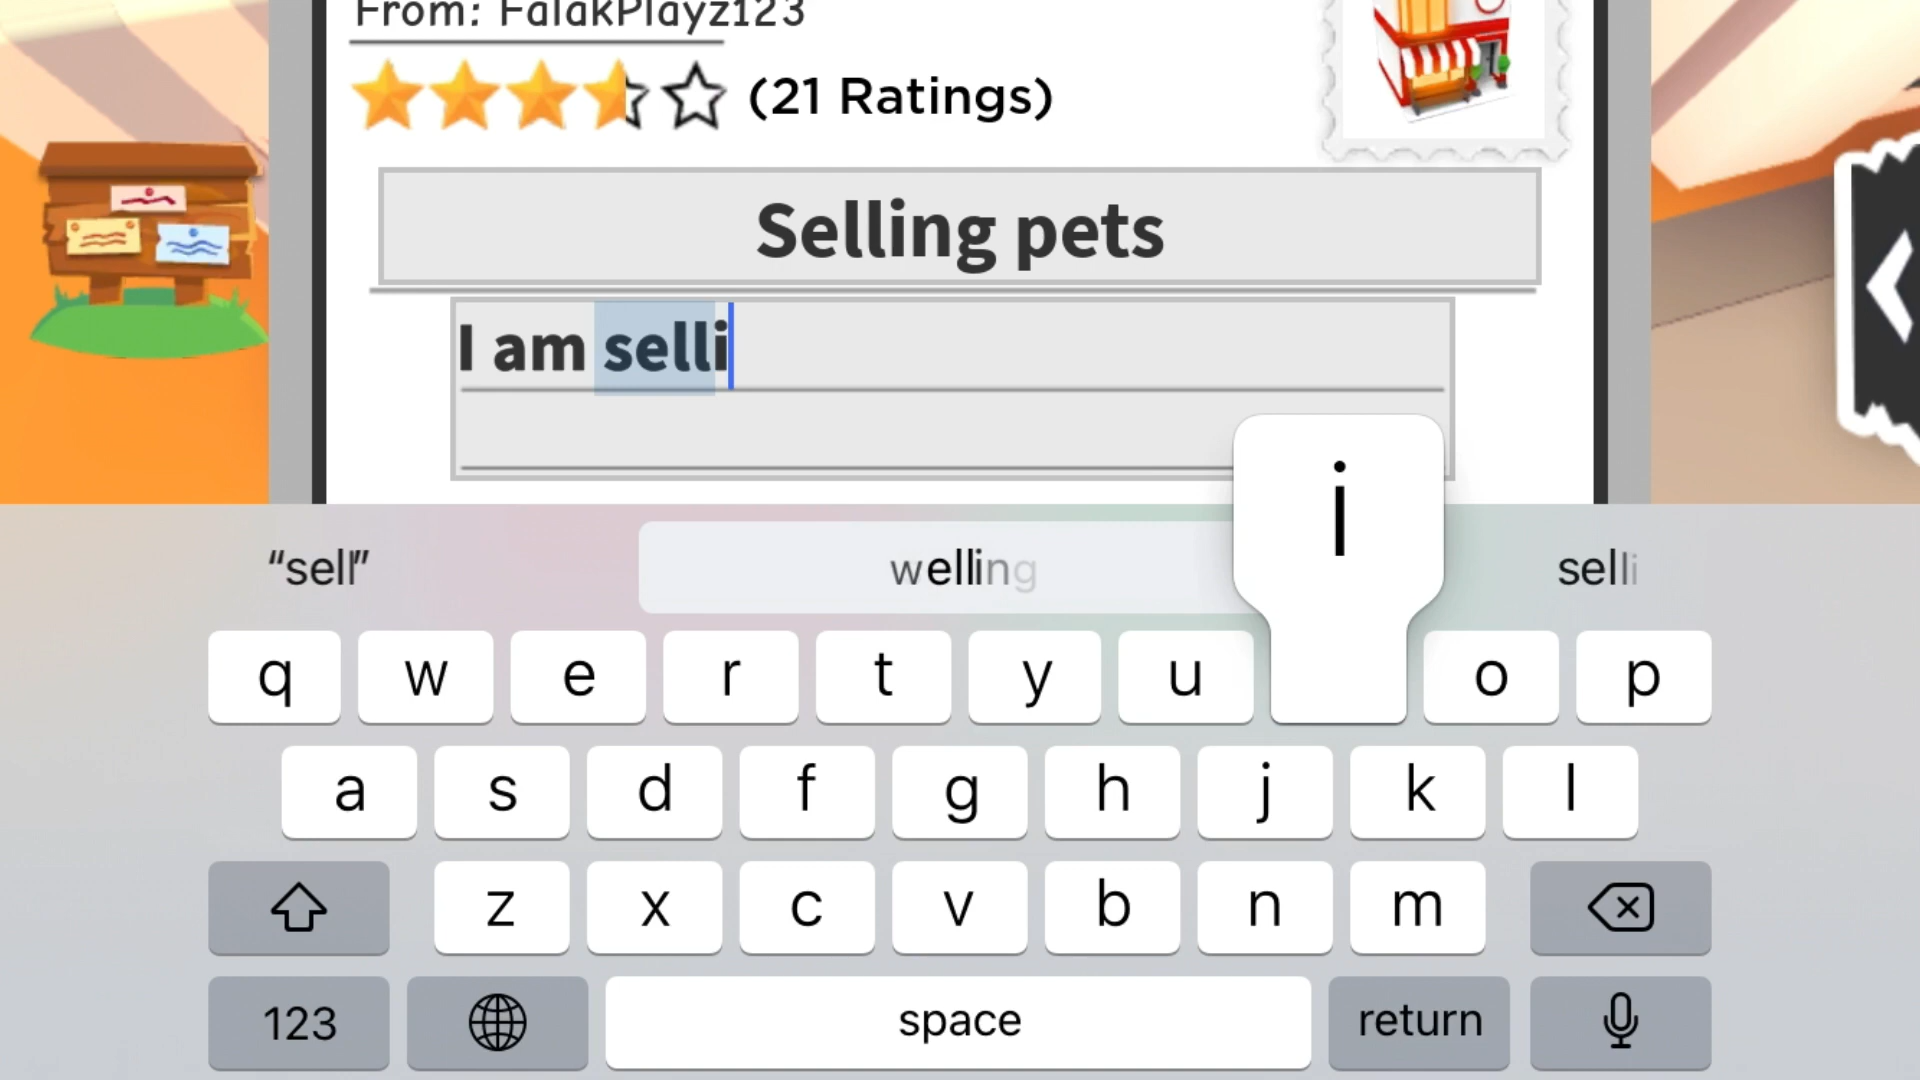 From: FalakPlayz123
(21 Ratings)
Selling pets
I am selli
i
“sell”
welling
selli
q w e r t y u o p
a s d f g h j k l
z x c v b n m
123 space return